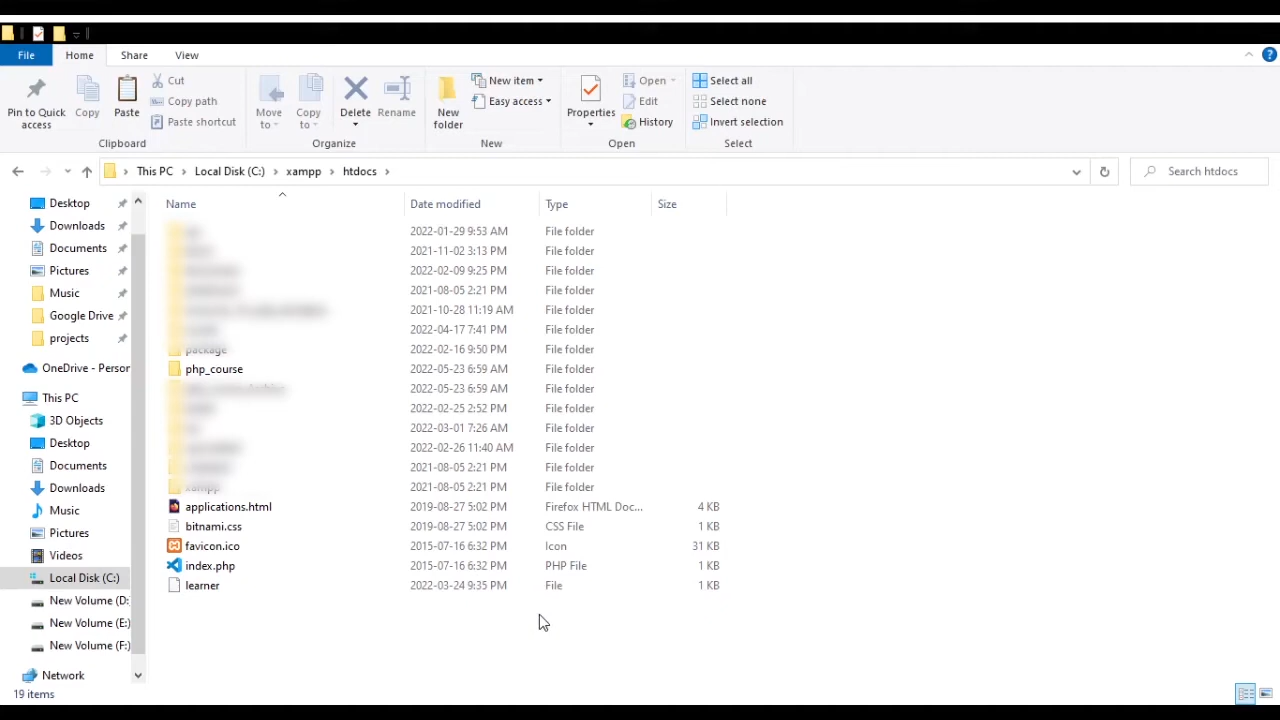 File Home Share View
Pin to Quick access
Copy
Paste
Cut
Copy path
Paste shortcut
Clipboard
Move to
Copy to
Delete
Rename
Organize
New folder
New item
Easy access
New
Properties
Open
Edit
History
Open
Select all
Select none
Invert selection
Select
This PC Local Disk (C:) xampp htdocs
Search htdocs
Desktop
Downloads
Documents
Pictures
Music
Google Drive
projects
OneDrive - Person
This PC
3D Objects
Desktop
Documents
Downloads
Music
Pictures
Videos
Local Disk (C:)
New Volume (D:
New Volume (E:)
New Volume (F:)
Network
Name Date modified Type Size
2022-01-29 9:53 AM File folder
2021-11-02 3:13 PM File folder
2022-02-09 9:25 PM File folder
2021-08-05 2:21 PM File folder
2021-10-28 11:19 AM File folder
2022-04-17 7:41 PM File folder
package 2022-02-16 9:50 PM File folder
php_course 2022-05-23 6:59 AM File folder
2022-05-23 6:59 AM File folder
2022-02-25 2:52 PM File folder
2022-03-01 7:26 AM File folder
2022-02-26 11:40 AM File folder
2021-08-05 2:21 PM File folder
xampp 2021-08-05 2:21 PM File folder
applications.html 2019-08-27 5:02 PM Firefox HTML Doc... 4 KB
bitnami.css 2019-08-27 5:02 PM CSS File 1 KB
favicon.ico 2015-07-16 6:32 PM Icon 31 KB
index.php 2015-07-16 6:32 PM PHP File 1 KB
learner 2022-03-24 9:35 PM File 1 KB
19 items